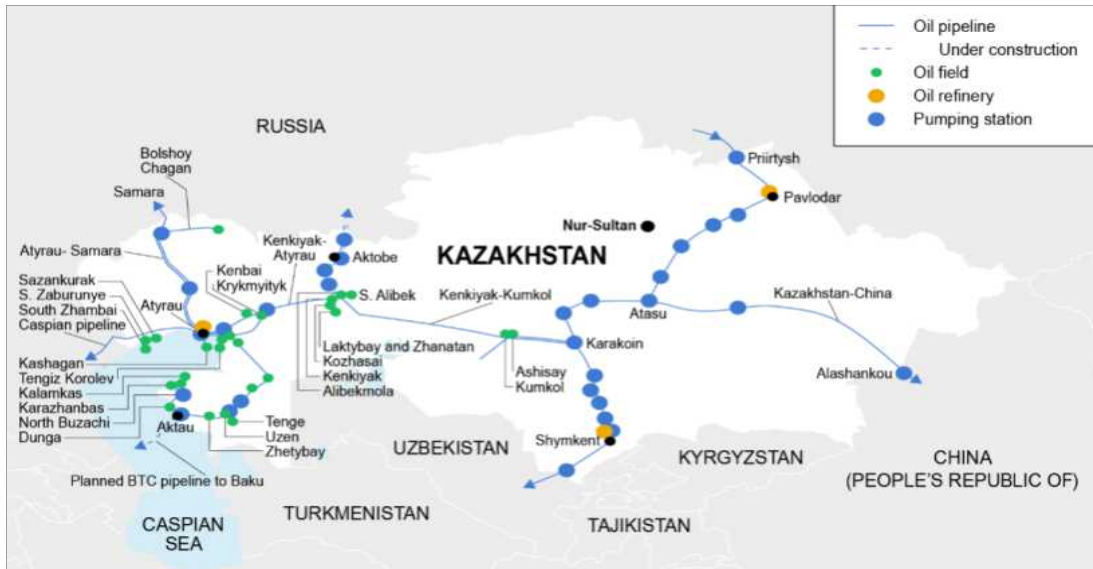 Oil pipeline
Under construction
Oil field
Oil refinery
Pumping station
RUSSIA
Bolshoy
Chagan
Samara
Priirtysh
Pavlodar
Nur-Sultan
Atyrau- Samara
Kenkiyak-
Atyrau
Aktobe
KAZAKHSTAN
Sazankurak
S. Zaburunye
South Zhambai
Caspian pipeline
Kenbai
Krykmyityk
Atyrau
S. Alibek
Kenkiyak-Kumkol
Atasu
Kazakhstan-China
Karakoin
Laktybay and Zhanatan
Kozhasai
Kenkiyak
Alibekmola
Ashisay
Kumkol
Alashankou
Kashagan
Tengiz Korolev
Kalamkas
Karazhanbas
North Buzachi
Dunga
Aktau
Tenge
Uzen
Zhetybay
Shymkent
UZBEKISTAN
KYRGYZSTAN
CHINA
(PEOPLE'S REPUBLIC OF)
Planned BTC pipeline to Baku
TURKMENISTAN
CASPIAN
SEA
TAJIKISTAN